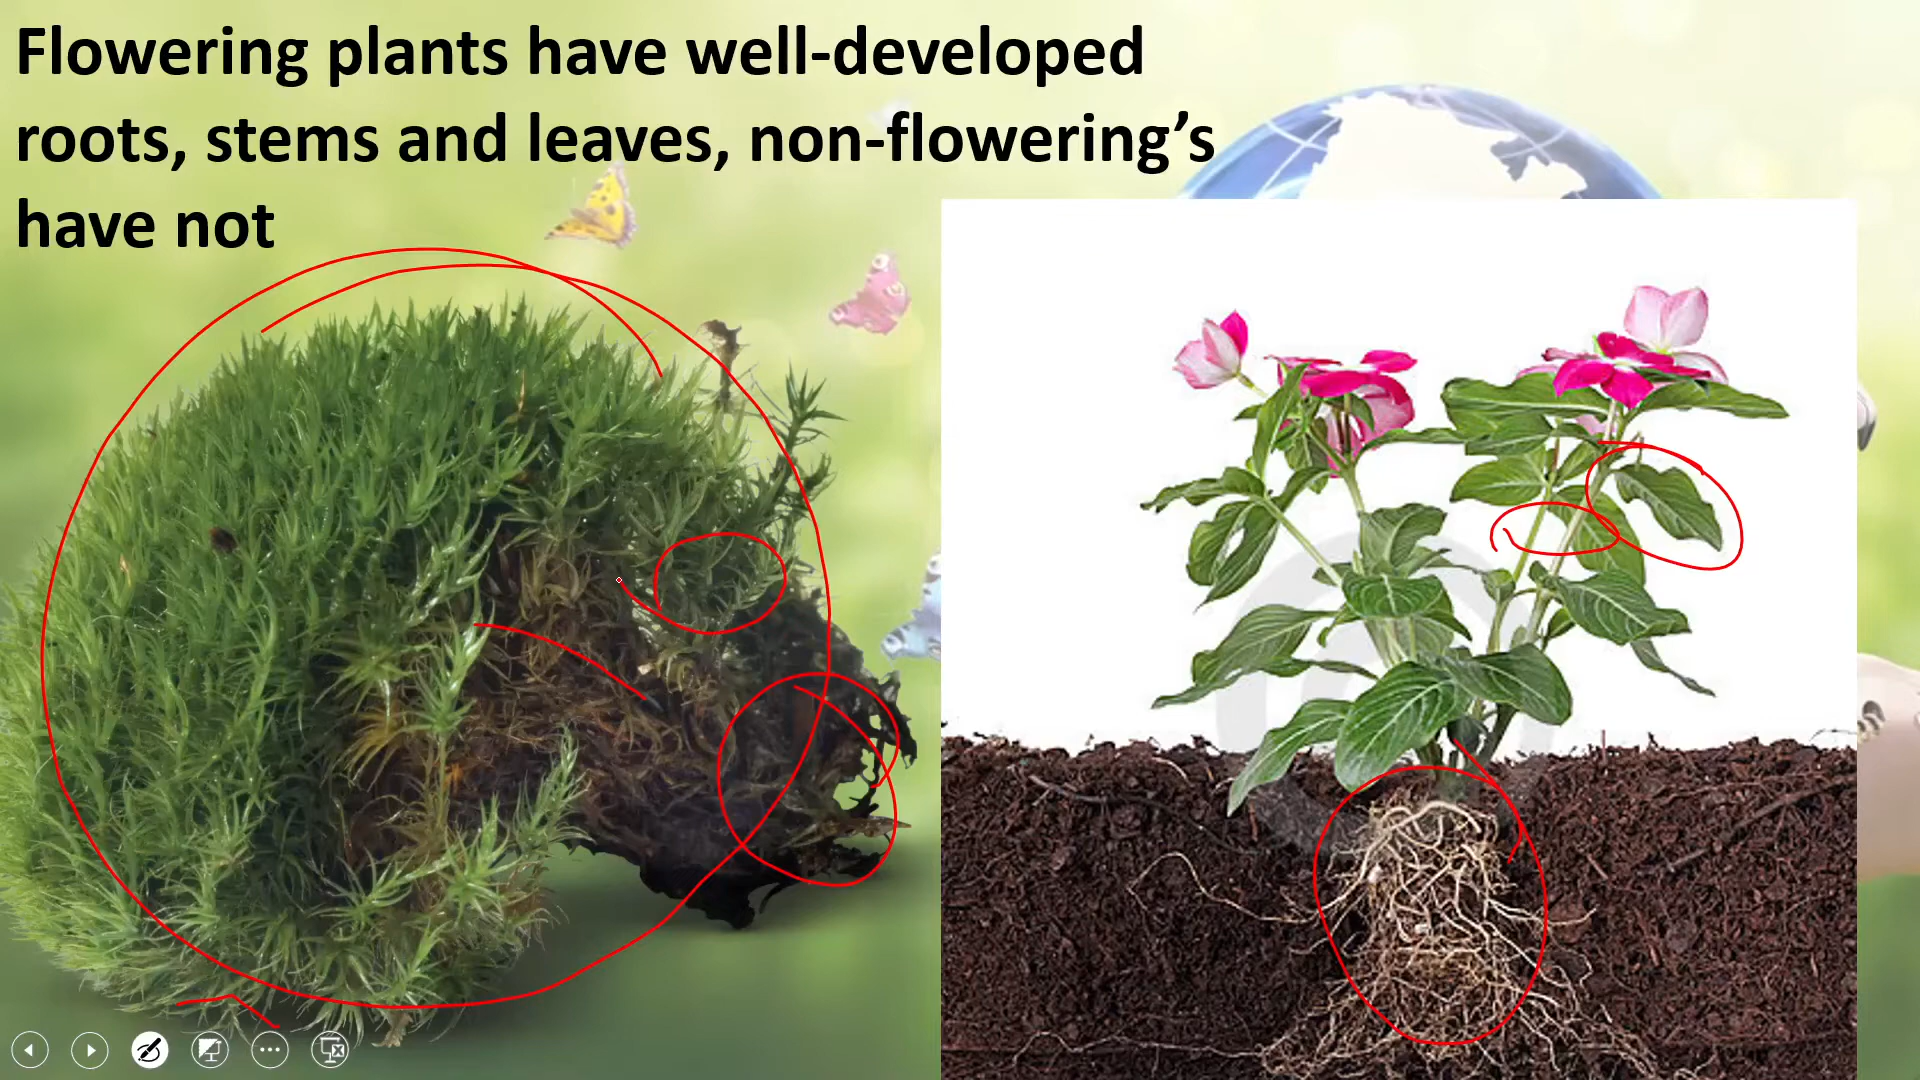 Flowering plants have well-developed
roots, stems and leaves, non-flowering’s
have not